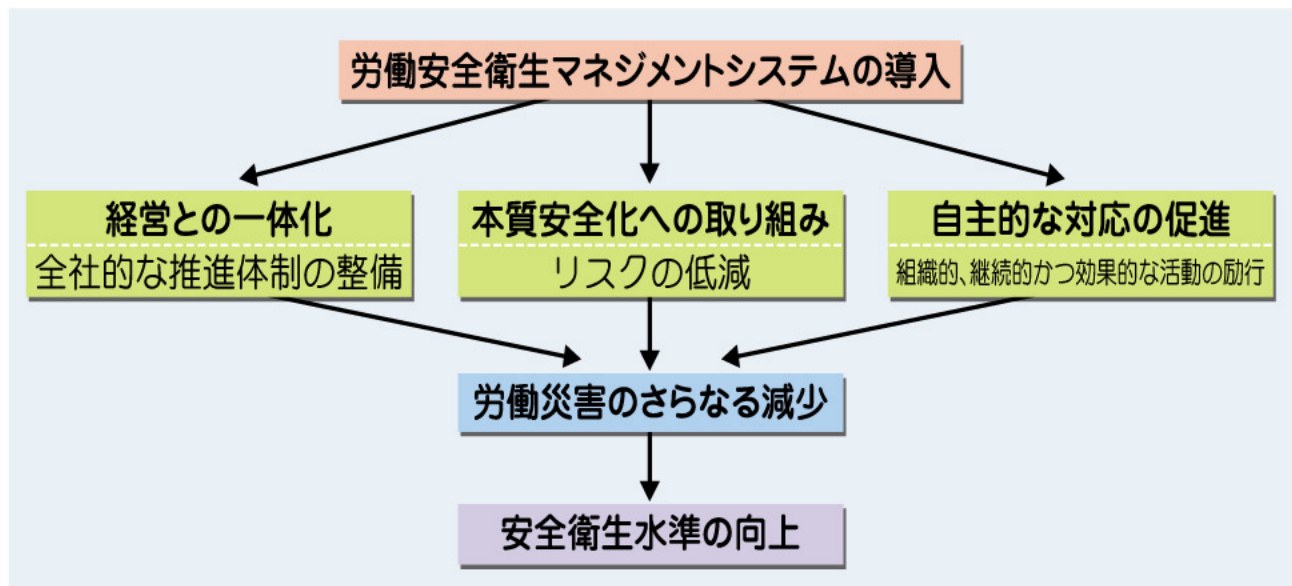 労働安全衛生マネジメントシステムの導入
経営との一体化
全社的な推進体制の整備
本質安全化への取り組み
リスクの低減
自主的な対応の促進
組織的、継続的かつ効果的な活動の励行
労働災害のさらなる減少
安全衛生水準の向上